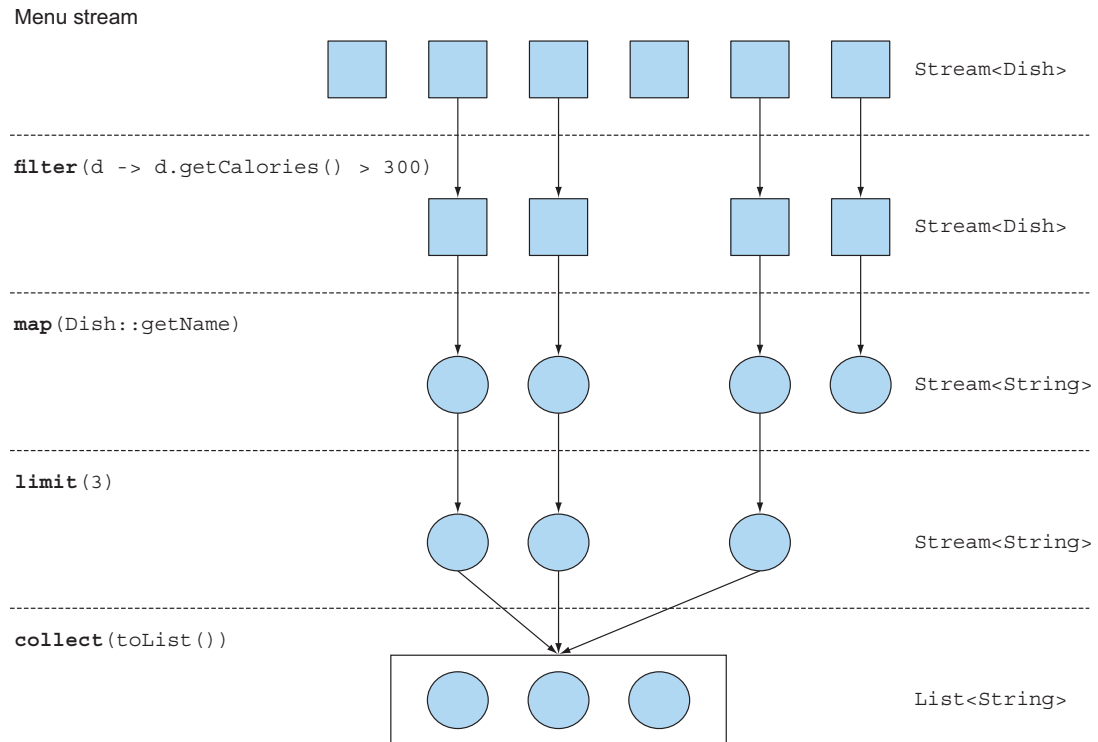 Menu stream
Stream<Dish>
filter(d -> d.getCalories() > 300)
Stream<Dish>
map(Dish::getName)
Stream<String>
limit(3)
Stream<String>
collect(toList())
List<String>